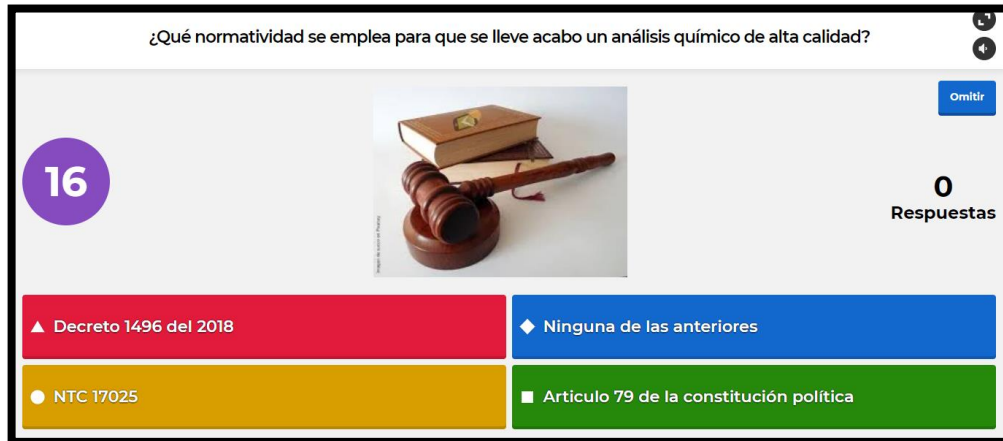 ¿Qué normatividad se emplea para que se lleve acabo un análisis químico de alta calidad?
Omitir
16
0
Respuestas
Decreto 1496 del 2018
Ninguna de las anteriores
NTC 17025
Articulo 79 de la constitución política